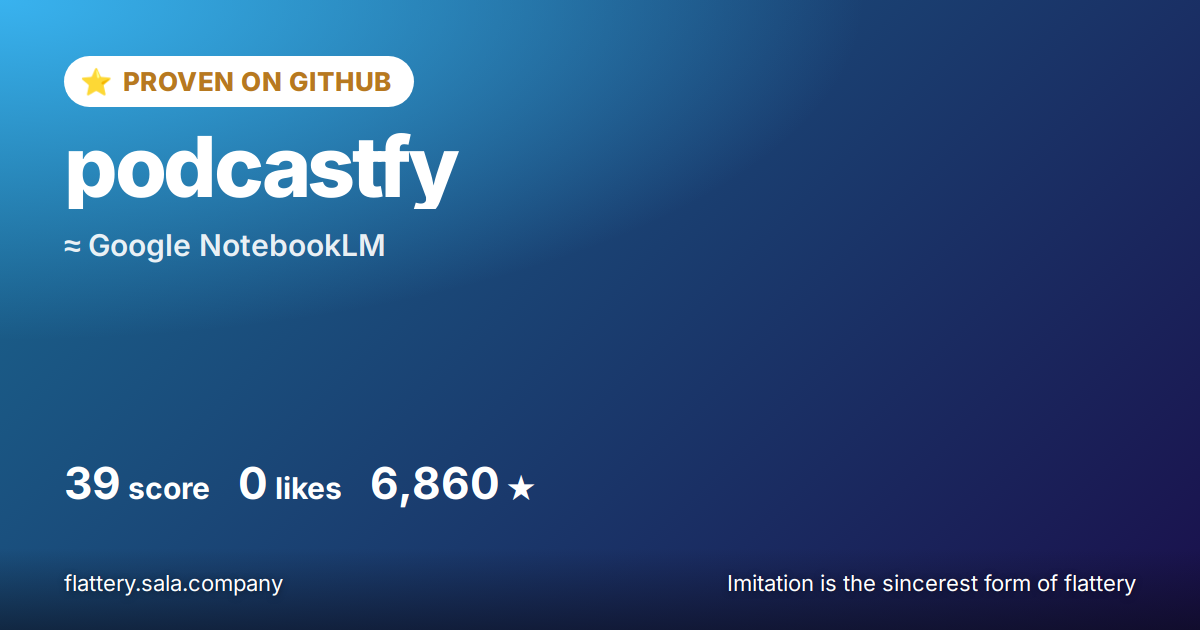 ⭐ PROVEN ON GITHUB
podcastfy
≈ Google NotebookLM
39 score 0 likes 6,860 ★
flattery.sala.company
Imitation is the sincerest form of flattery